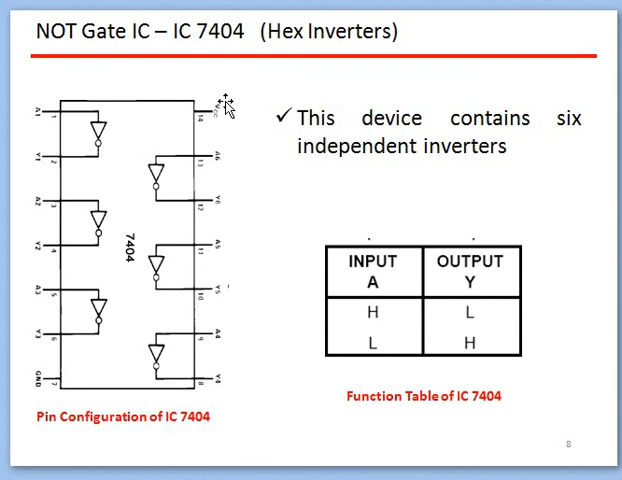 NOT Gate IC – IC 7404 (Hex Inverters)
✓ This device contains six
independent inverters
A1 1
Y1 2
A2 3
Y2 4
A3 5
Y3 6
GND 7
7404
14 VCC
13 A6
12 Y6
11 A5
10 Y5
9 A4
8 Y4
INPUT OUTPUT
A Y
H L
L H
Pin Configuration of IC 7404
Function Table of IC 7404
8